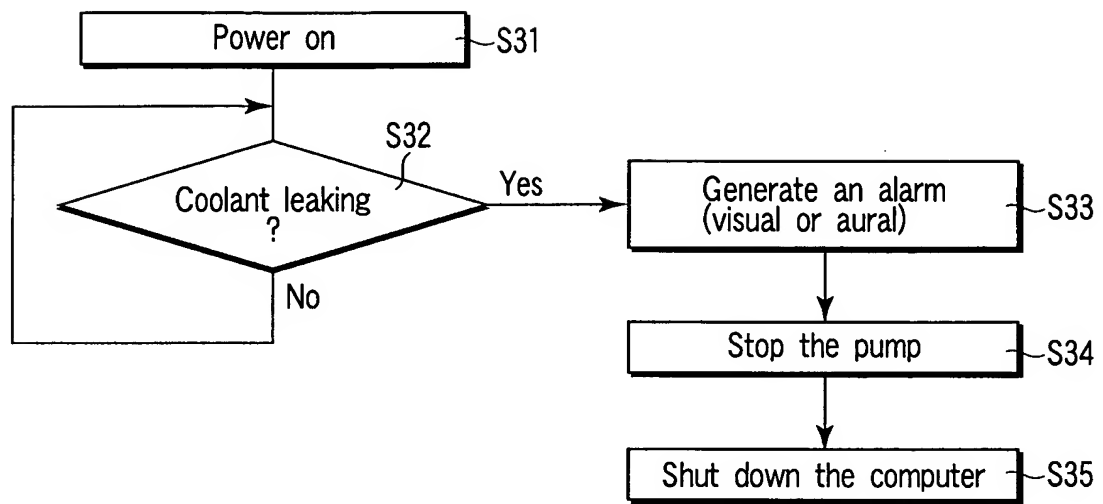 Power on
S31
S32
Coolant leaking
?
Yes
No
Generate an alarm
(visual or aural)
S33
Stop the pump
S34
Shut down the computer
S35